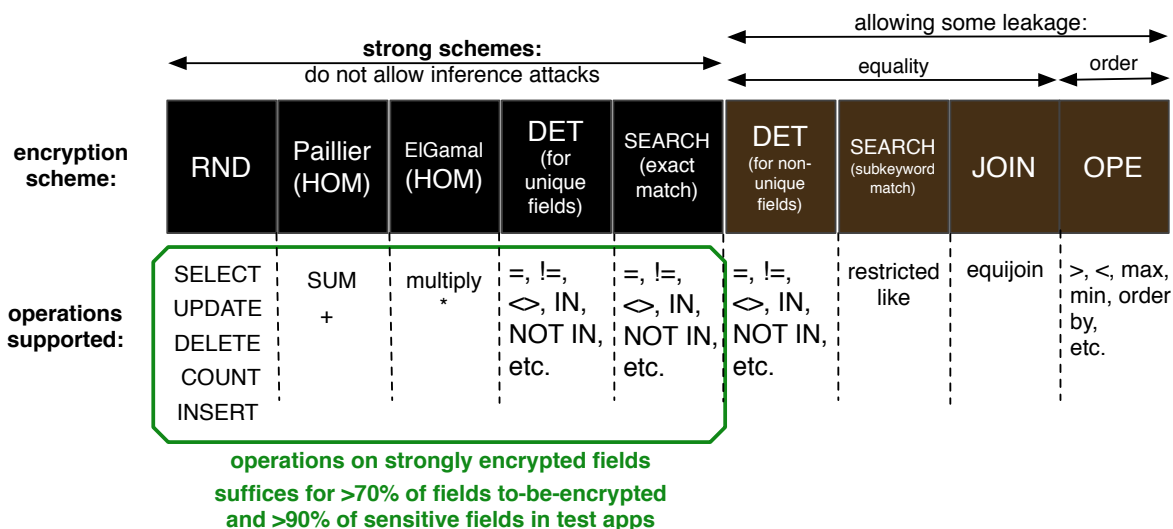 allowing some leakage:
strong schemes:
do not allow inference attacks
equality
order
encryption
scheme:
RND
Paillier
(HOM)
ElGamal
(HOM)
DET
(for
unique
fields)
SEARCH
(exact
match)
DET
(for non-
unique
fields)
SEARCH
(subkeyword
match)
JOIN
OPE
operations
supported:
SELECT
UPDATE
DELETE
COUNT
INSERT
SUM
+
multiply
*
=, !=,
<>, IN,
NOT IN,
etc.
=, !=,
<>, IN,
NOT IN,
etc.
=, !=,
<>, IN,
NOT IN,
etc.
restricted
like
equijoin
>, <, max,
min, order
by,
etc.
operations on strongly encrypted fields
suffices for >70% of fields to-be-encrypted
and >90% of sensitive fields in test apps